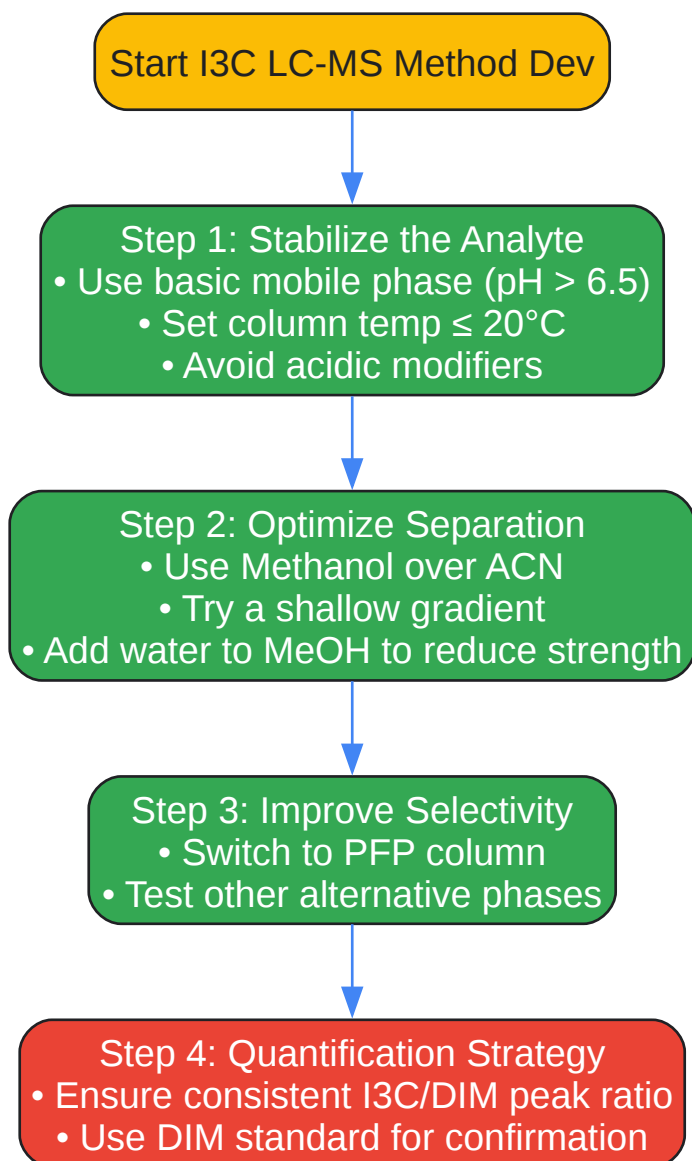 Start I3C LC-MS Method Dev
Step 1: Stabilize the Analyte
• Use basic mobile phase (pH > 6.5)
• Set column temp ≤ 20°C
• Avoid acidic modifiers
Step 2: Optimize Separation
• Use Methanol over ACN
• Try a shallow gradient
• Add water to MeOH to reduce strength
Step 3: Improve Selectivity
• Switch to PFP column
• Test other alternative phases
Step 4: Quantification Strategy
• Ensure consistent I3C/DIM peak ratio
• Use DIM standard for confirmation